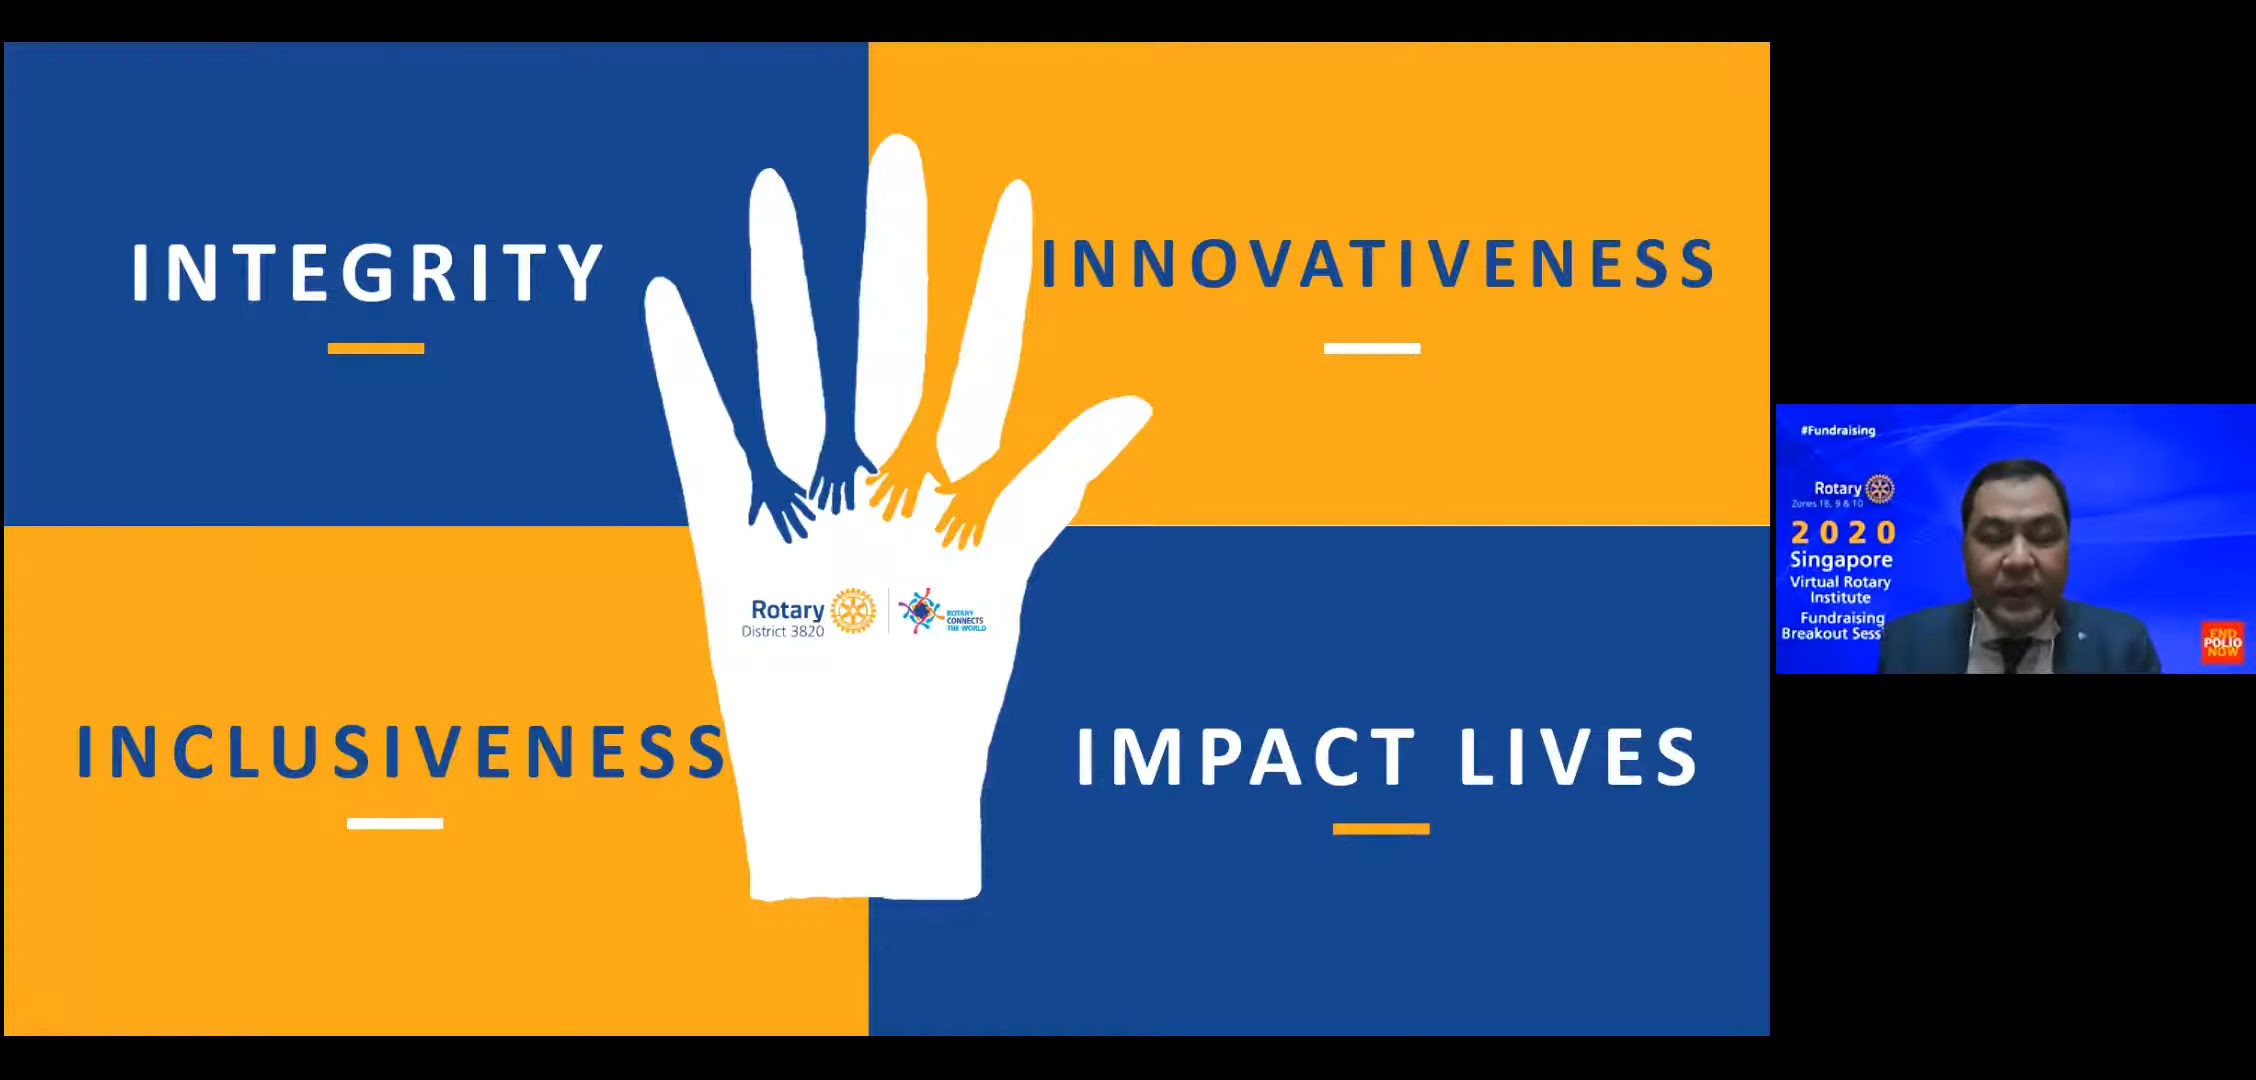 INTEGRITY
INNOVATIVENESS
Rotary
District 3820
ROTARY
CONNECTS
THE WORLD
INCLUSIVENESS
IMPACT LIVES
#Fundraising
Rotary
Zones 1B, 9 & 10
2020
Singapore
Virtual Rotary
Institute
Fundraising
Breakout Sess
END
POLIO
NOW